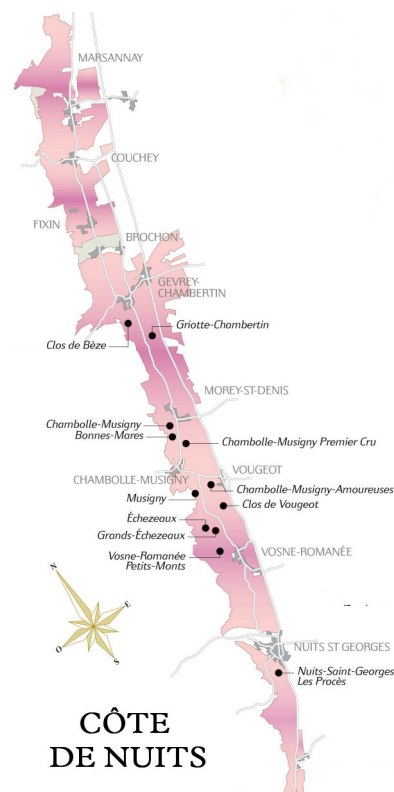 MARSANNAY
COUCHEY
FIXIN
BROCHON
GEVREY-
CHAMBERTIN
Griotte-Chambertin
Clos de Bèze
MOREY-ST-DENIS
Chambolle-Musigny
Bonnes-Mares
Chambolle-Musigny Premier Cru
CHAMBOLLE-MUSIGNY
VOUGEOT
Chambolle-Musigny-Amoureuses
Musigny
Clos de Vougeot
Échezeaux
Grands-Échezeaux
Vosne-Romanée
Petits-Monts
VOSNE-ROMANÉE
N
E
O
S
NUITS ST GEORGES
Nuits-Saint-Georges
Les Procès
CÔTE
DE NUITS